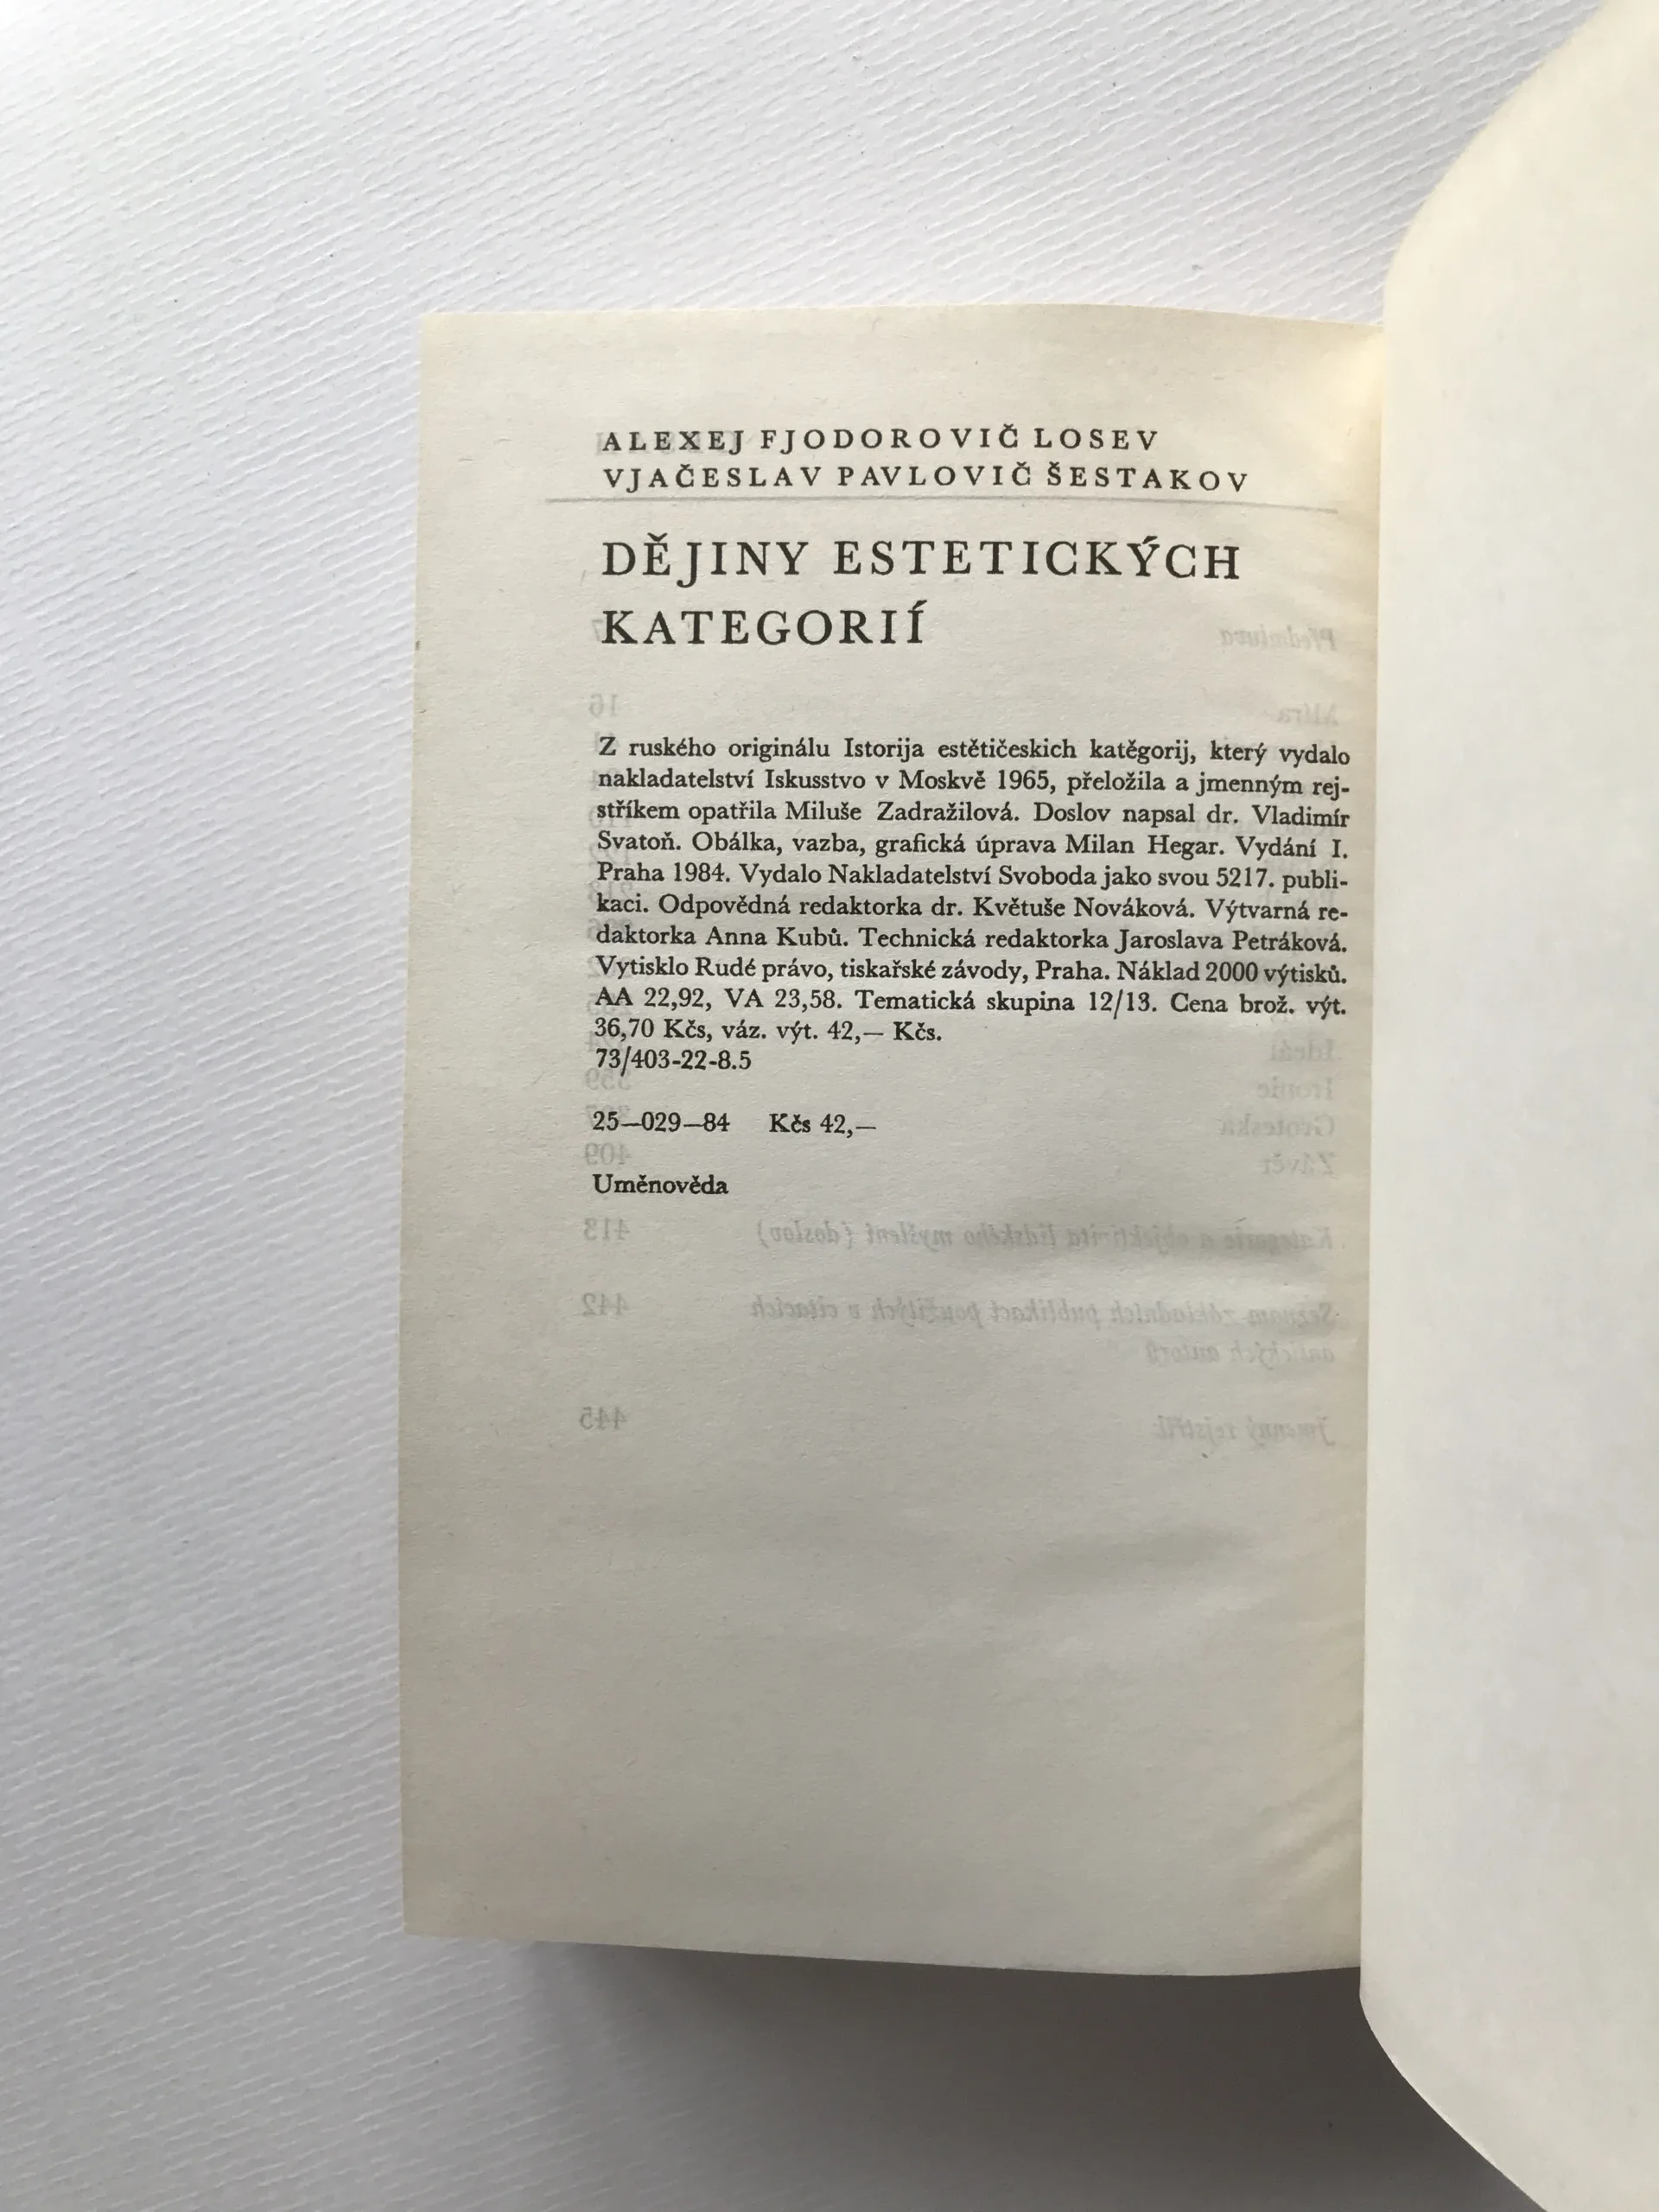 ALEXEJ FJODOROVIČ LOSEV
VJAČESLAV PAVLOVIČ ŠESTAKOV
DĚJINY ESTETICKÝCH
KATEGORIÍ
Z ruského originálu Istorija estětičeskich katěgorij, který vydalo
nakladatelství Iskusstvo v Moskvě 1965, přeložila a jmenným rej-
stříkem opatřila Miluše Zadražilová. Doslov napsal dr. Vladimír
Svatoň. Obálka, vazba, grafická úprava Milan Hegar. Vydání I.
Praha 1984. Vydalo Nakladatelství Svoboda jako svou 5217. publi-
kaci. Odpovědná redaktorka dr. Květuše Nováková. Výtvarná re-
daktorka Anna Kubů. Technická redaktorka Jaroslava Petráková.
Vytisklo Rudé právo, tiskařské závody, Praha. Náklad 2000 výtisků.
AA 22,92, VA 23,58. Tematická skupina 12/13. Cena brož. výt.
36,70 Kčs, váz. výt. 42,— Kčs.
73/403-22-8.5
25—029—84 Kčs 42,—
Uměnověda